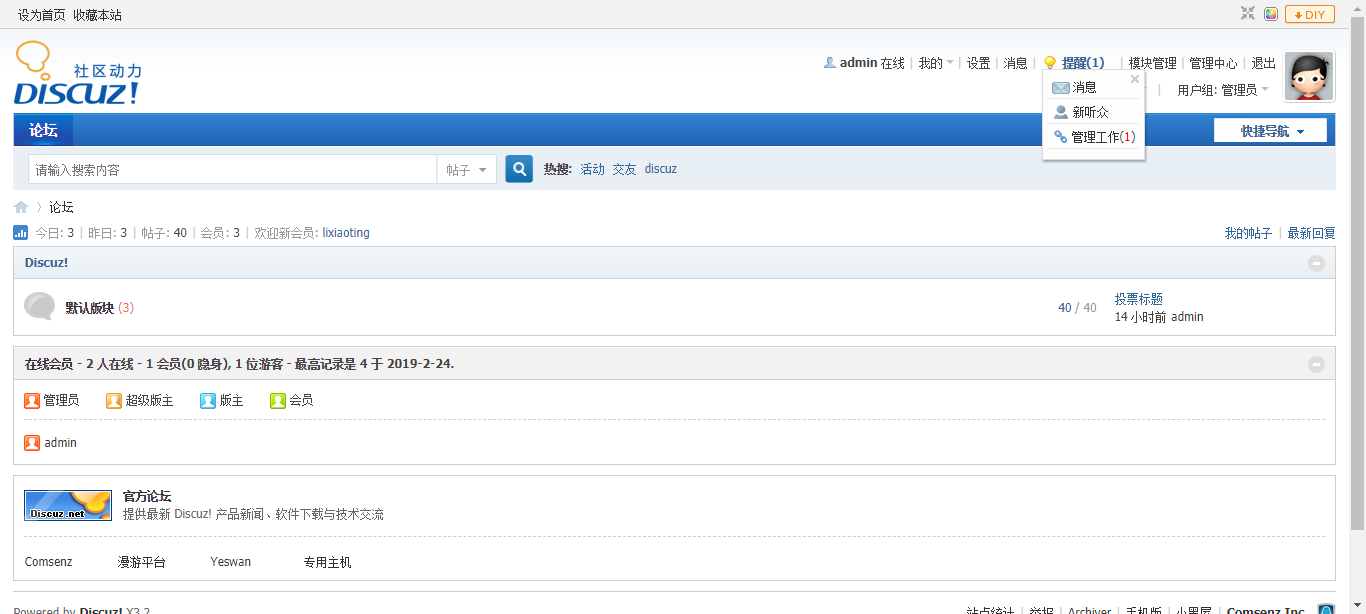 设为首页 收藏本站 DIY
社区动力
DISCUZ!
admin 在线 | 我的 | 设置 | 消息 | 提醒(1) | 模块管理 | 管理中心 | 退出
消息 | 用户组: 管理员
新听众
管理工作(1)
论坛 快捷导航
请输入搜索内容 帖子 热搜: 活动 交友 discuz
论坛
今日: 3 | 昨日: 3 | 帖子: 40 | 会员: 3 | 欢迎新会员: lixiaoting 我的帖子 | 最新回复
Discuz!
默认版块 (3) 40 / 40 投票标题
14 小时前 admin
在线会员 - 2 人在线 - 1 会员(0 隐身), 1 位游客 - 最高记录是 4 于 2019-2-24.
管理员 超级版主 版主 会员
admin
Discuz.net 官方论坛
提供最新 Discuz! 产品新闻、软件下载与技术交流
Comsenz 漫游平台 Yeswan 专用主机
Powered by Discuz! X3.2 站点统计 | 举报 | Archiver | 手机版 | 小黑屋 | Comsenz Inc.